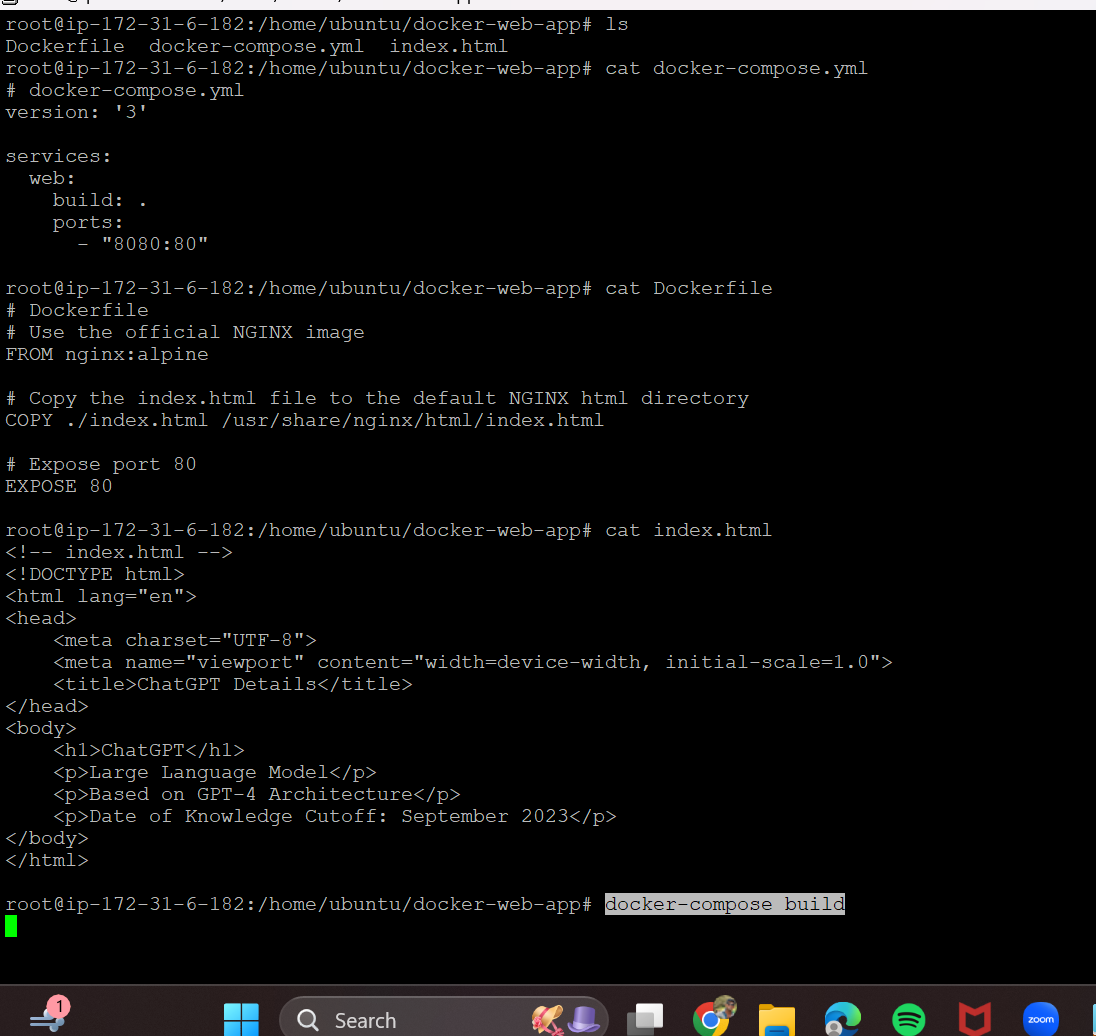 root@ip-172-31-6-182:/home/ubuntu/docker-web-app# ls
Dockerfile  docker-compose.yml  index.html
root@ip-172-31-6-182:/home/ubuntu/docker-web-app# cat docker-compose.yml
# docker-compose.yml
version: '3'

services:
  web:
    build: .
    ports:
      - "8080:80"

root@ip-172-31-6-182:/home/ubuntu/docker-web-app# cat Dockerfile
# Dockerfile
# Use the official NGINX image
FROM nginx:alpine

# Copy the index.html file to the default NGINX html directory
COPY ./index.html /usr/share/nginx/html/index.html

# Expose port 80
EXPOSE 80

root@ip-172-31-6-182:/home/ubuntu/docker-web-app# cat index.html
<!-- index.html -->
<!DOCTYPE html>
<html lang="en">
<head>
    <meta charset="UTF-8">
    <meta name="viewport" content="width=device-width, initial-scale=1.0">
    <title>ChatGPT Details</title>
</head>
<body>
    <h1>ChatGPT</h1>
    <p>Large Language Model</p>
    <p>Based on GPT-4 Architecture</p>
    <p>Date of Knowledge Cutoff: September 2023</p>
</body>
</html>

root@ip-172-31-6-182:/home/ubuntu/docker-web-app# docker-compose build
1
Search
zoom